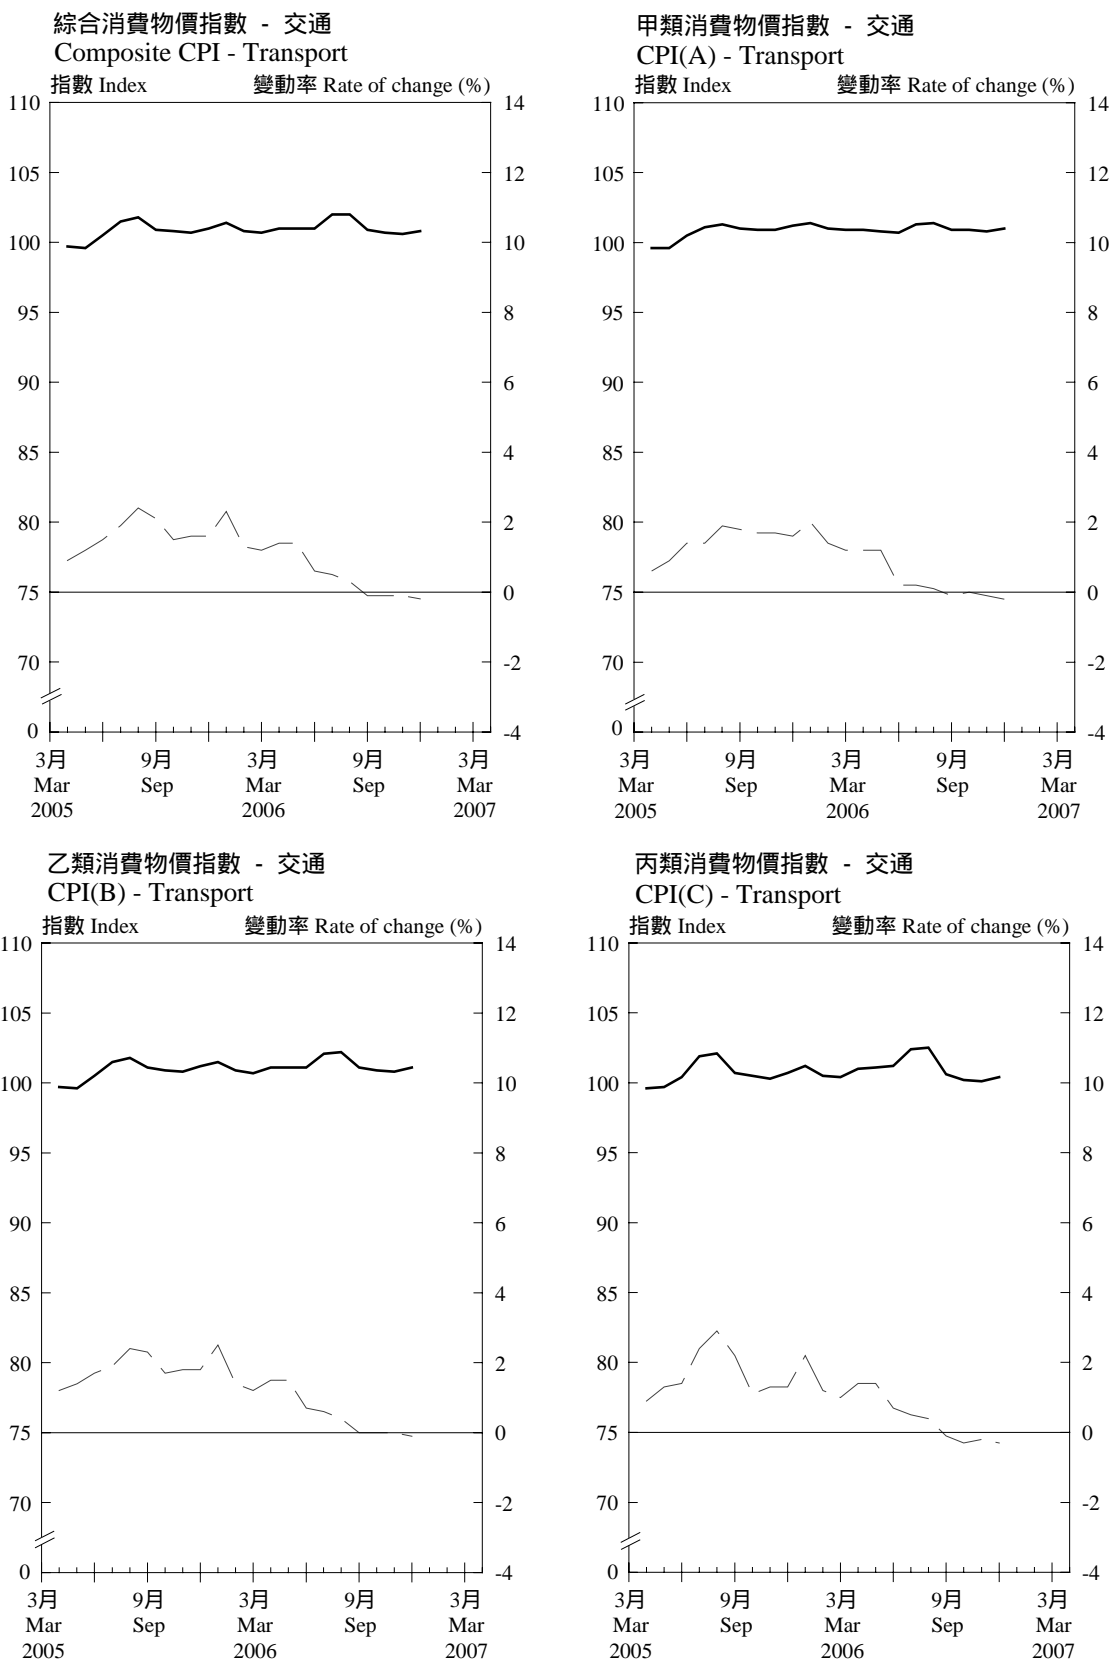 綜合消費物價指數 - 交通
Composite CPI - Transport
指數 Index 變動率 Rate of change (%)
110 14
105 12
100 10
95 8
90 6
85 4
80 2
75 0
70 -2
0 -4
3月 9月 3月 9月 3月
Mar Sep Mar Sep Mar
2005 2006 2007
甲類消費物價指數 - 交通
CPI(A) - Transport
指數 Index 變動率 Rate of change (%)
110 14
105 12
100 10
95 8
90 6
85 4
80 2
75 0
70 -2
0 -4
3月 9月 3月 9月 3月
Mar Sep Mar Sep Mar
2005 2006 2007
乙類消費物價指數 - 交通
CPI(B) - Transport
指數 Index 變動率 Rate of change (%)
110 14
105 12
100 10
95 8
90 6
85 4
80 2
75 0
70 -2
0 -4
3月 9月 3月 9月 3月
Mar Sep Mar Sep Mar
2005 2006 2007
丙類消費物價指數 - 交通
CPI(C) - Transport
指數 Index 變動率 Rate of change (%)
110 14
105 12
100 10
95 8
90 6
85 4
80 2
75 0
70 -2
0 -4
3月 9月 3月 9月 3月
Mar Sep Mar Sep Mar
2005 2006 2007